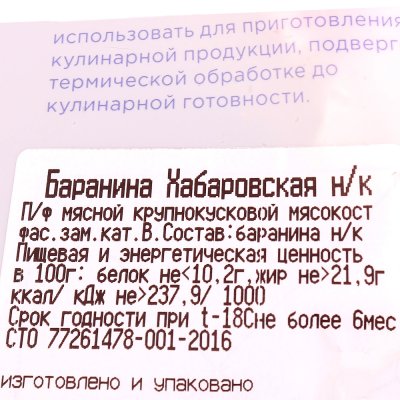 использовать для приготовления
кулинарной продукции, подверг
термической обработке до
кулинарной готовности.
Баранина Хабаровская н/к
П/ф мясной крупнокусковой мясокост
фас.зам.кат.В.Состав:баранина н/к
Пищевая и энергетическая ценность
в 100г: белок не<10,2г,жир не>21,9г
ккал/ кДж не>237,9/ 1000
Срок годности при t-18Сне более 6мес
СТО 77261478-001-2016
изготовлено и упаковано